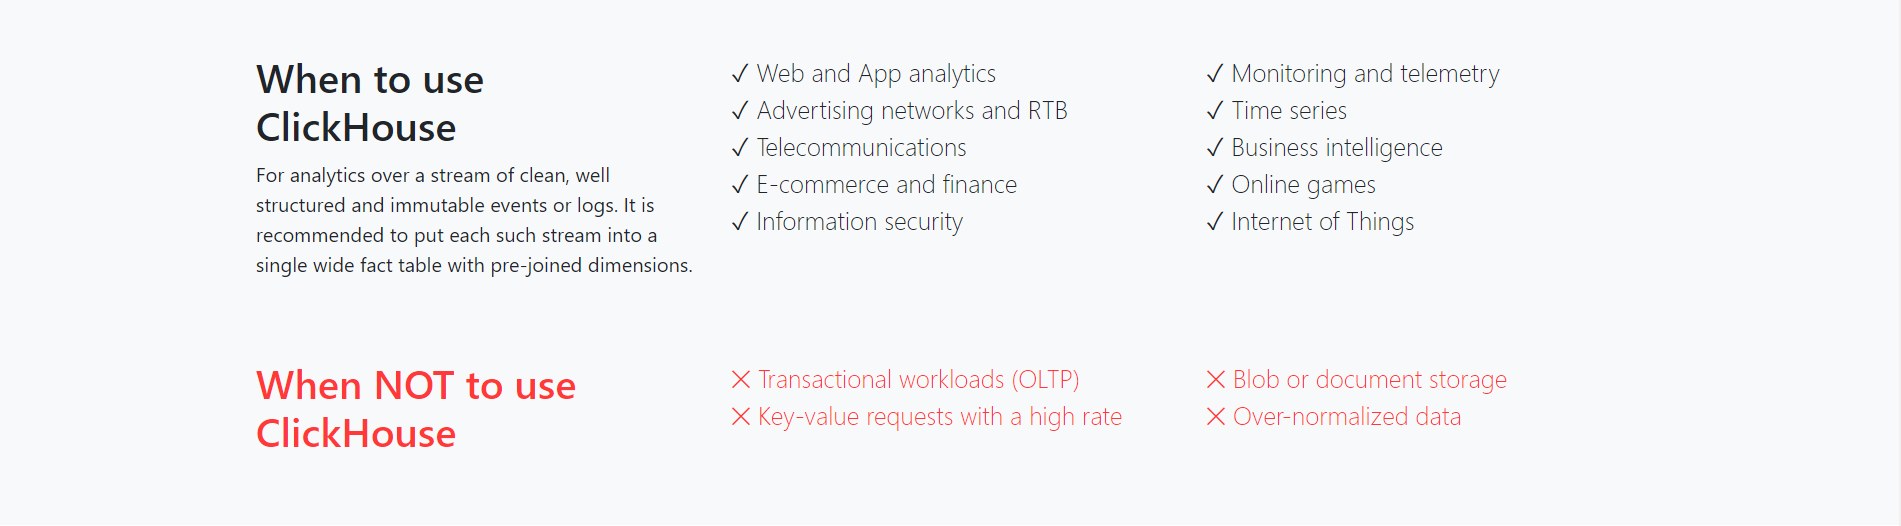 When to use
ClickHouse
For analytics over a stream of clean, well
structured and immutable events or logs. It is
recommended to put each such stream into a
single wide fact table with pre-joined dimensions.
✓ Web and App analytics
✓ Advertising networks and RTB
✓ Telecommunications
✓ E-commerce and finance
✓ Information security
✓ Monitoring and telemetry
✓ Time series
✓ Business intelligence
✓ Online games
✓ Internet of Things
When NOT to use
ClickHouse
✕ Transactional workloads (OLTP)
✕ Key-value requests with a high rate
✕ Blob or document storage
✕ Over-normalized data